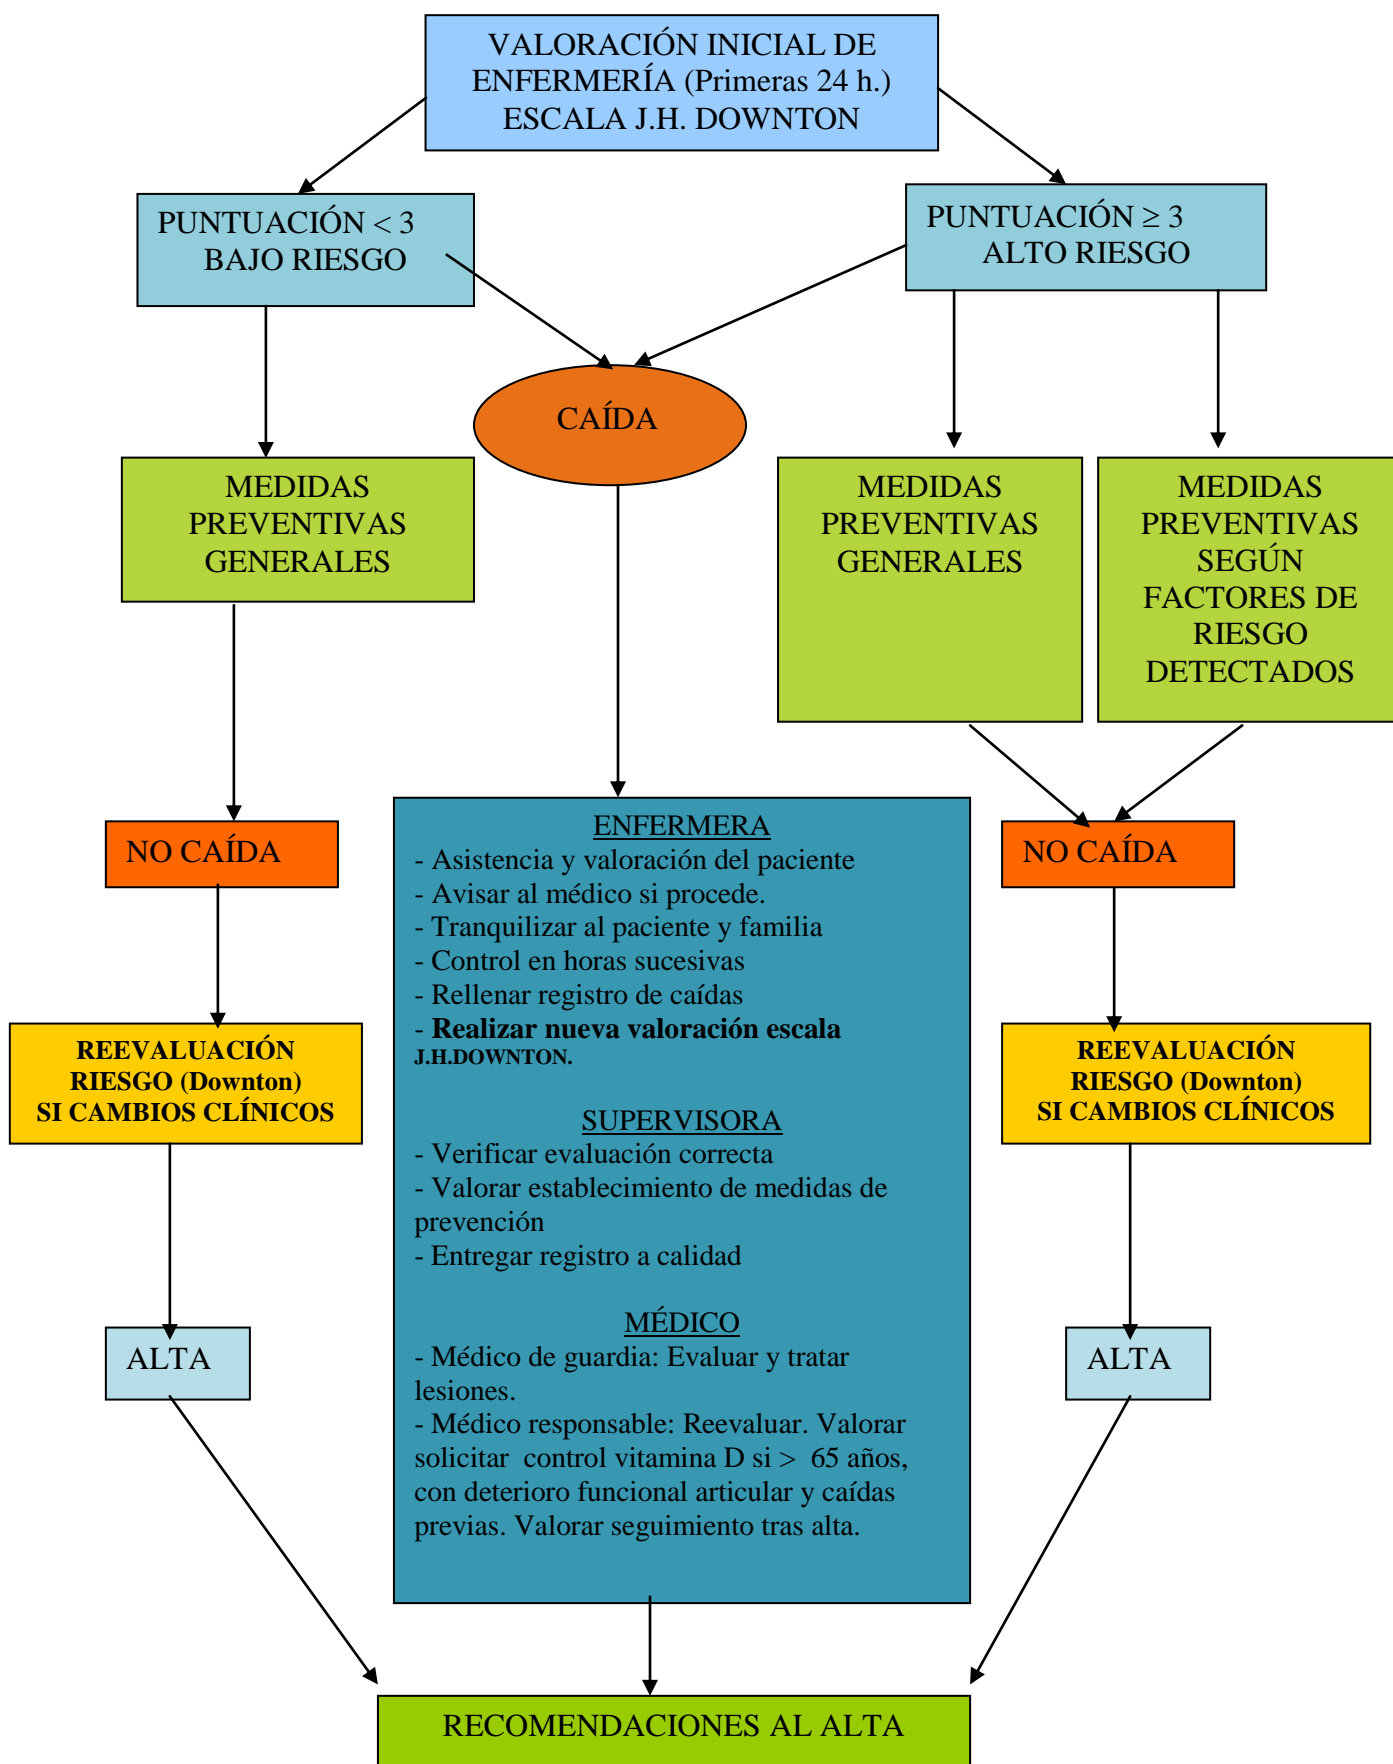 VALORACIÓN INICIAL DE
ENFERMERÍA (Primeras 24 h.)
ESCALA J.H. DOWNTON
PUNTUACIÓN < 3
BAJO RIESGO
PUNTUACIÓN ≥ 3
ALTO RIESGO
CAÍDA
MEDIDAS
PREVENTIVAS
GENERALES
MEDIDAS
PREVENTIVAS
GENERALES
MEDIDAS
PREVENTIVAS
SEGÚN
FACTORES DE
RIESGO
DETECTADOS
NO CAÍDA
ENFERMERA
- Asistencia y valoración del paciente
- Avisar al médico si procede.
- Tranquilizar al paciente y familia
- Control en horas sucesivas
- Rellenar registro de caídas
- Realizar nueva valoración escala
J.H.DOWNTON.
SUPERVISORA
- Verificar evaluación correcta
- Valorar establecimiento de medidas de
prevención
- Entregar registro a calidad
MÉDICO
- Médico de guardia: Evaluar y tratar
lesiones.
- Médico responsable: Reevaluar. Valorar
solicitar control vitamina D si > 65 años,
con deterioro funcional articular y caídas
previas. Valorar seguimiento tras alta.
NO CAÍDA
REEVALUACIÓN
RIESGO (Downton)
SI CAMBIOS CLÍNICOS
REEVALUACIÓN
RIESGO (Downton)
SI CAMBIOS CLÍNICOS
ALTA
ALTA
RECOMENDACIONES AL ALTA